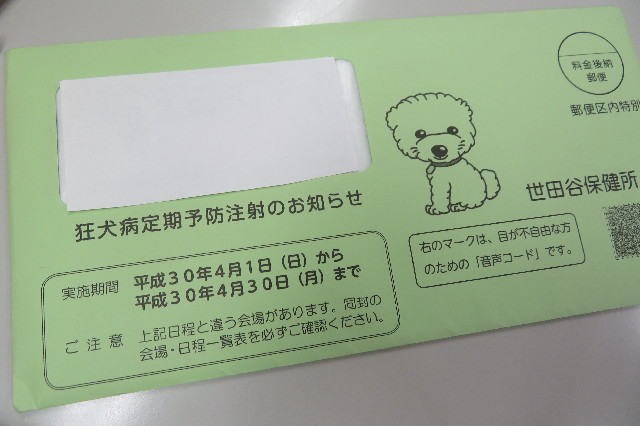 料金後納
郵便
郵便区内特別
世田谷保健所
狂犬病定期予防注射のお知らせ
実施期間 平成30年4月1日（日）から
平成30年4月30日（月）まで
ご注意 上記日程と違う会場があります。同封の
会場・日程一覧表を必ずご確認ください。
右のマークは、目が不自由な方
のための「音声コード」です。